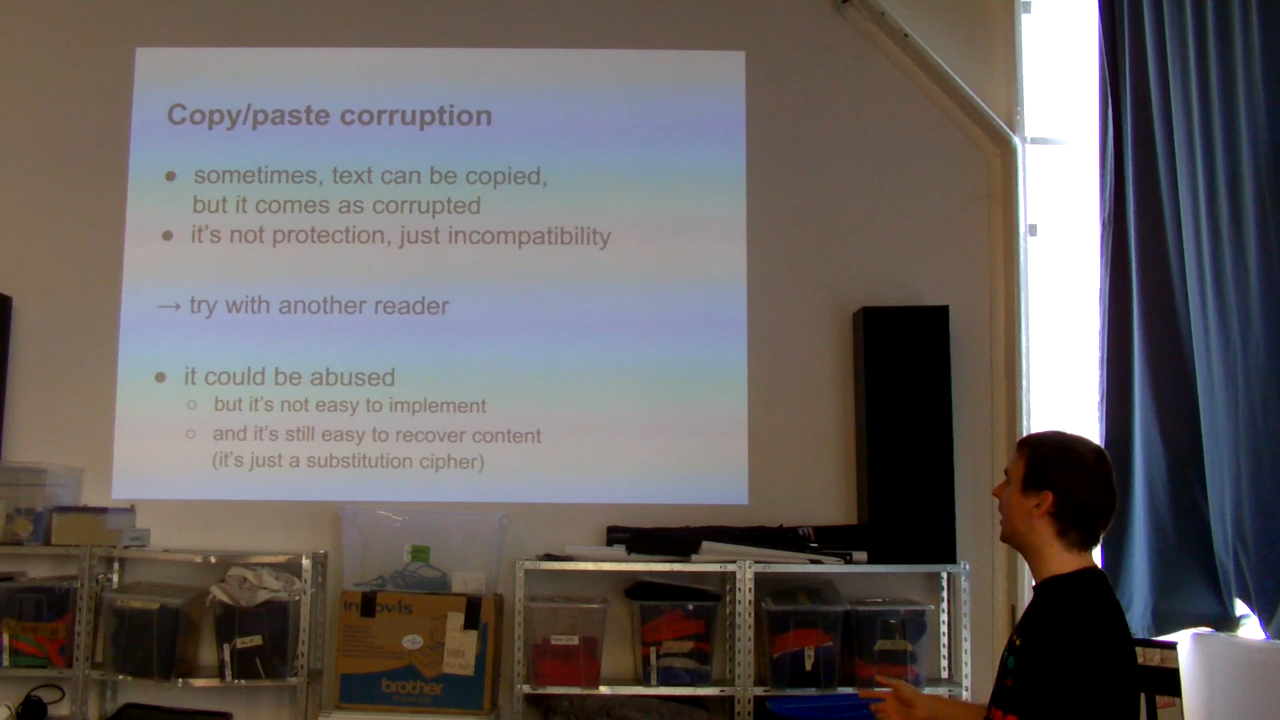 Copy/paste corruption
● sometimes, text can be copied,
but it comes as corrupted
● it's not protection, just incompatibility
→ try with another reader
● it could be abused
○ but it's not easy to implement
○ and it's still easy to recover content
(it's just a substitution cipher)
brother